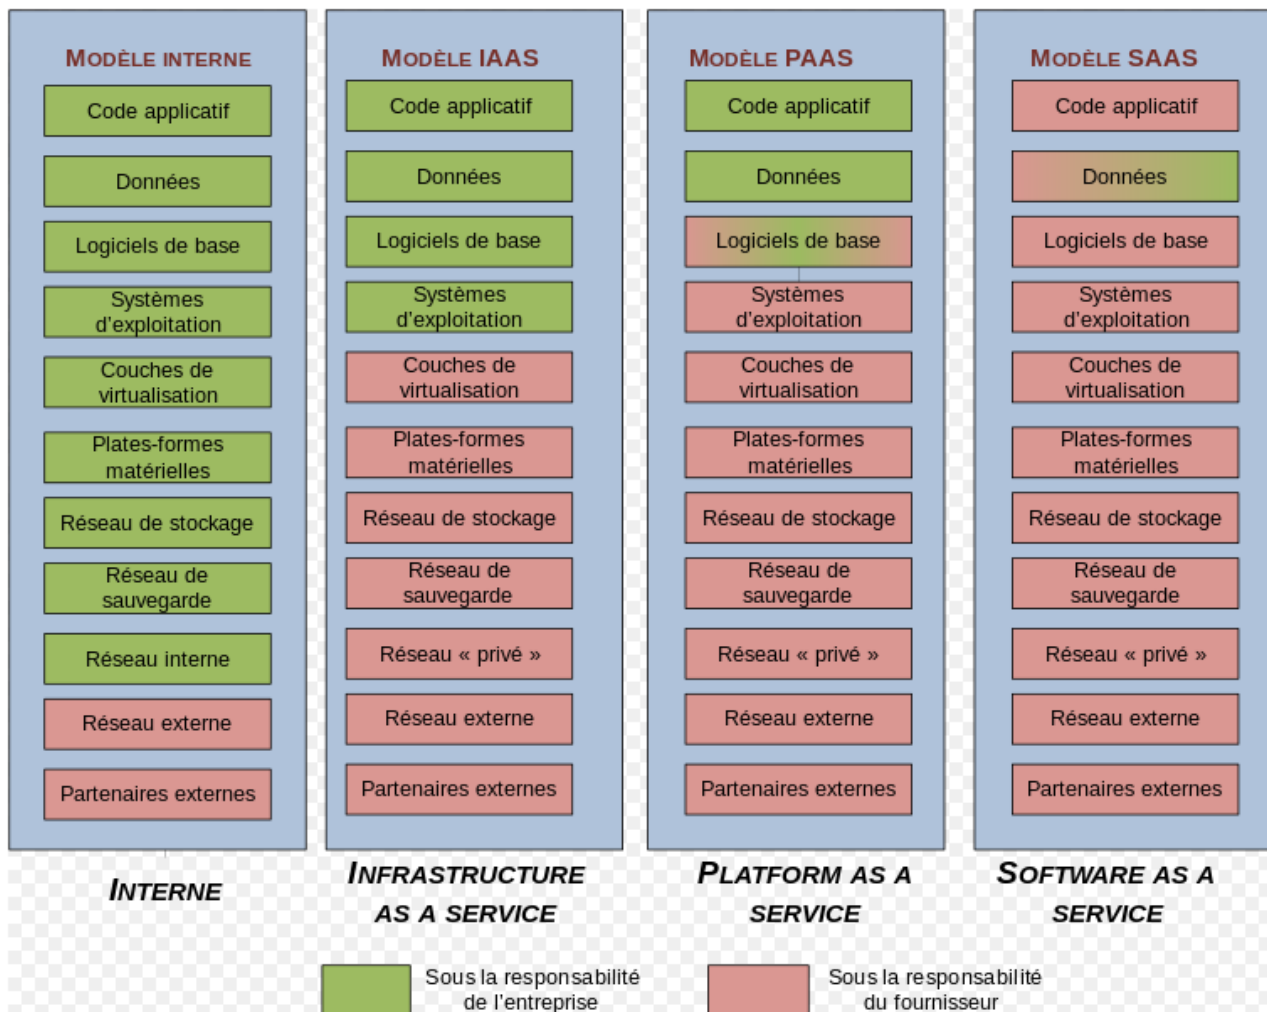 MODÈLE INTERNE
Code applicatif
Données
Logiciels de base
Systèmes
d’exploitation
Couches de
virtualisation
Plates-formes
matérielles
Réseau de stockage
Réseau de
sauvegarde
Réseau interne
Réseau externe
Partenaires externes
INTERNE
MODÈLE IAAS
Code applicatif
Données
Logiciels de base
Systèmes
d’exploitation
Couches de
virtualisation
Plates-formes
matérielles
Réseau de stockage
Réseau de
sauvegarde
Réseau « privé »
Réseau externe
Partenaires externes
INFRASTRUCTURE
AS A SERVICE
MODÈLE PAAS
Code applicatif
Données
Logiciels de base
Systèmes
d’exploitation
Couches de
virtualisation
Plates-formes
matérielles
Réseau de stockage
Réseau de
sauvegarde
Réseau « privé »
Réseau externe
Partenaires externes
PLATFORM AS A
SERVICE
MODÈLE SAAS
Code applicatif
Données
Logiciels de base
Systèmes
d’exploitation
Couches de
virtualisation
Plates-formes
matérielles
Réseau de stockage
Réseau de
sauvegarde
Réseau « privé »
Réseau externe
Partenaires externes
SOFTWARE AS A
SERVICE
Sous la responsabilité
de l’entreprise
Sous la responsabilité
du fournisseur